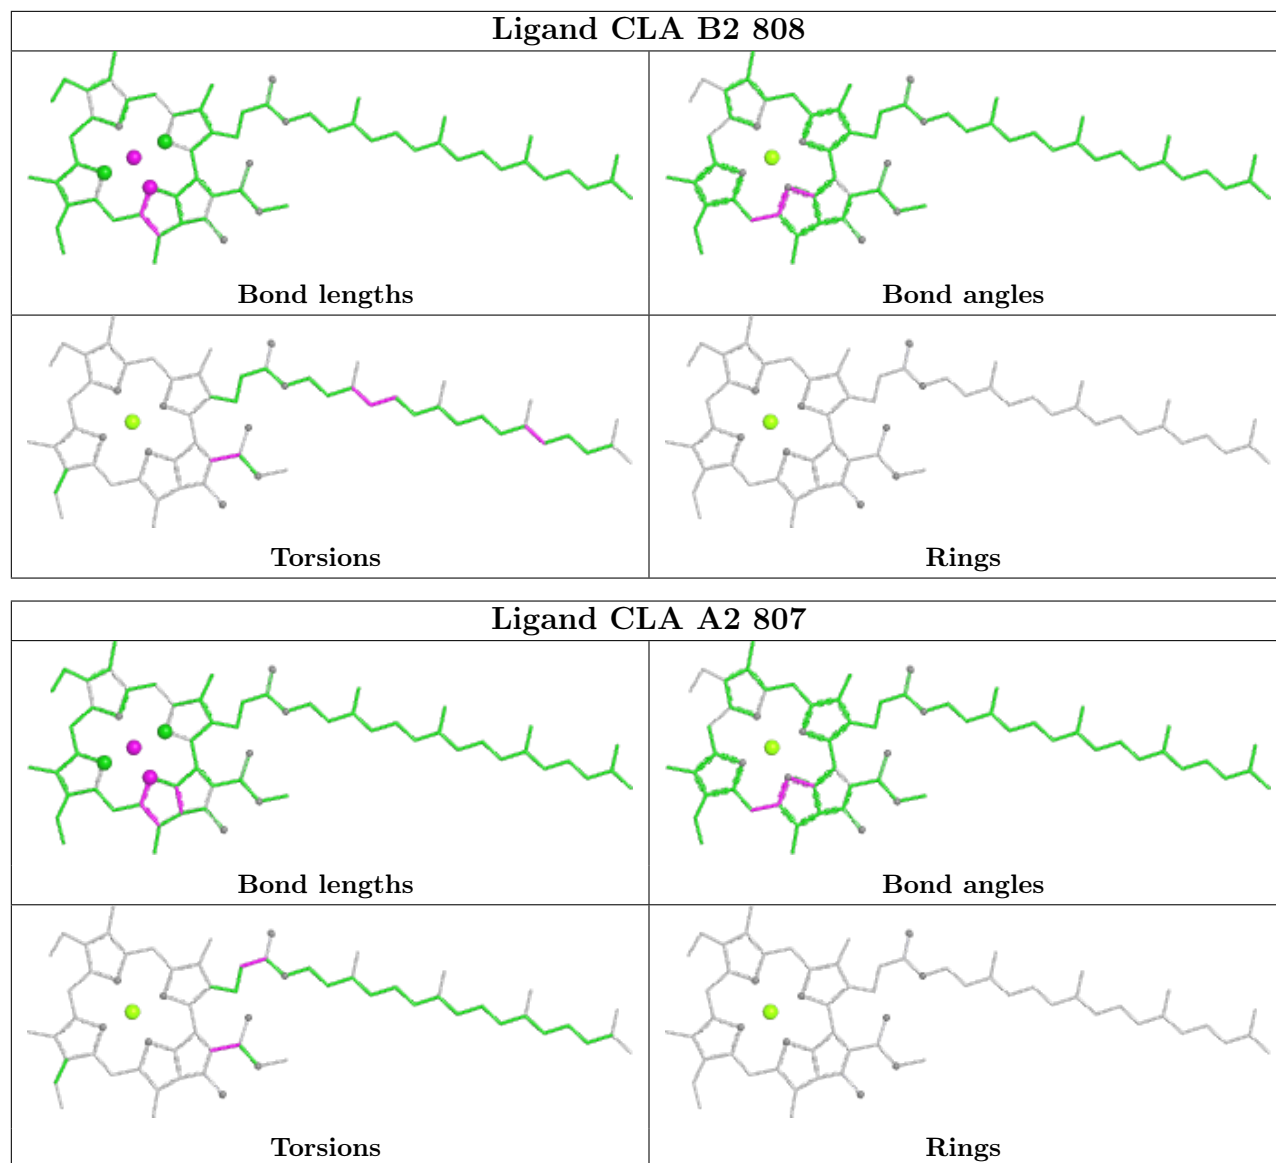 Ligand CLA B2 808
Bond lengths
Bond angles
Torsions
Rings
Ligand CLA A2 807
Bond lengths
Bond angles
Torsions
Rings